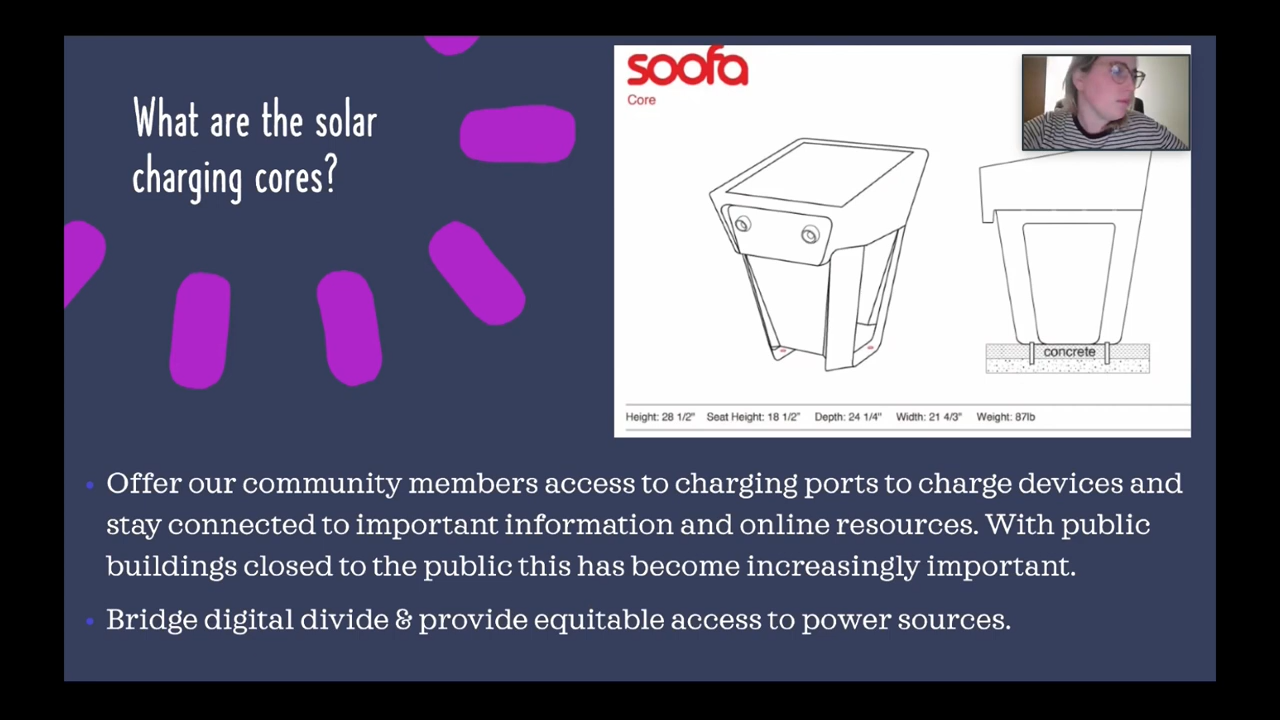 What are the solar
charging cores?
soofa
Core
concrete
Height: 28 1/2" Seat Height: 18 1/2" Depth: 24 1/4" Width: 21 4/3" Weight: 87lb
• Offer our community members access to charging ports to charge devices and
stay connected to important information and online resources. With public
buildings closed to the public this has become increasingly important.
• Bridge digital divide & provide equitable access to power sources.